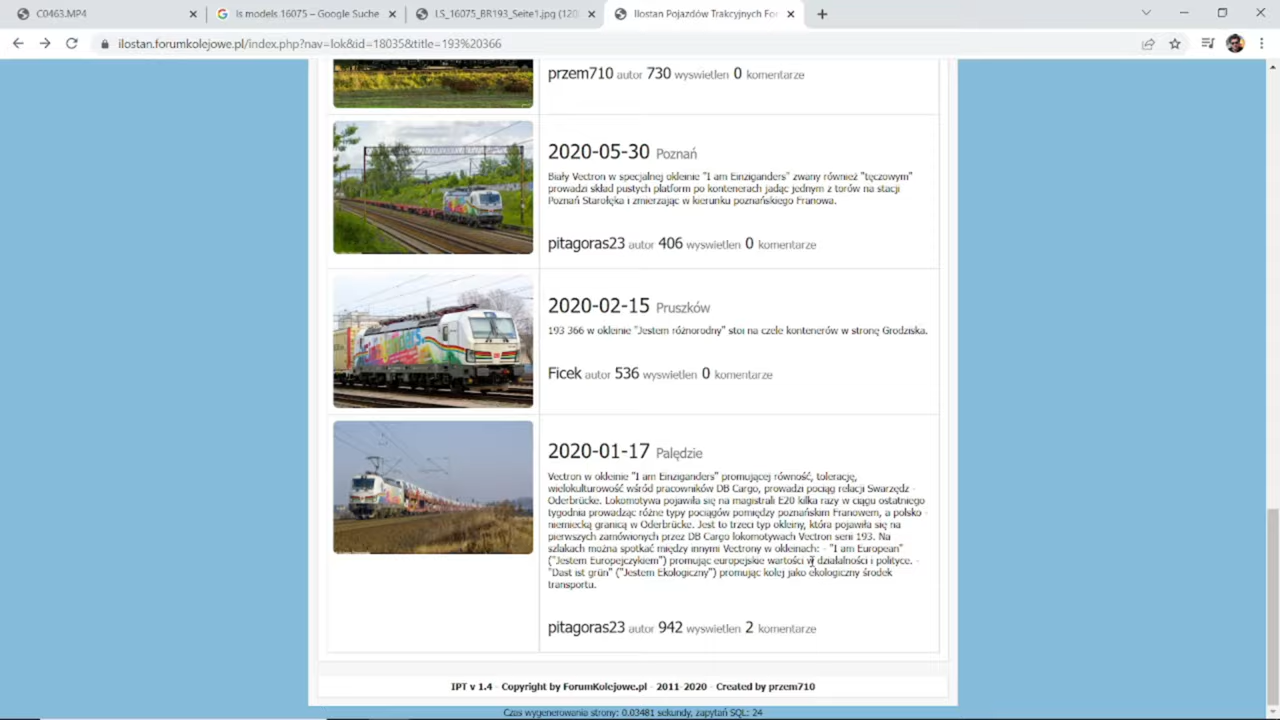 C0463.MP4
ls models 16075 – Google Suche
LS_16075_BR193_Seite1.jpg (120
Ilostan Pojazdów Trakcyjnych For
ilostan.forumkolejowe.pl/index.php?nav=lok&id=18035&title=193%20366
przem710 autor 730 wyswietlen 0 komentarze
2020-05-30 Poznań
Biały Vectron w specjalnej okleinie "I am Einziganders" zwany również "tęczowym"
prowadzi skład pustych platform po kontenerach jadąc jednym z torów na stacji
Poznań Starołęka i zmierzając w kierunku poznańskiego Franowa.
pitagoras23 autor 406 wyswietlen 0 komentarze
2020-02-15 Pruszków
193 366 w okleinie "Jestem różnorodny" stoi na czele kontenerów w stronę Grodziska.
Ficek autor 536 wyswietlen 0 komentarze
2020-01-17 Palędzie
Vectron w okleinie "I am Einziganders" promującej równość, tolerację,
wielokulturowość wśród pracowników DB Cargo, prowadzi pociąg relacji Swarzędz -
Oderbrücke. Lokomotywa pojawiła się na magistrali E20 kilka razy w ciągu ostatniego
tygodnia prowadząc różne typy pociągów pomiędzy poznańskim Franowem, a polsko -
niemiecką granicą w Oderbrücke. Jest to trzeci typ okleiny, która pojawiła się na
pierwszych zamówionych przez DB Cargo lokomotywach Vectron serii 193. Na
szlakach można spotkać między innymi Vectrony w okleinach: - "I am European"
("Jestem Europejczykiem") promując europejskie wartości w działalności i polityce. -
"Dast ist grün" ("Jestem Ekologiczny") promując kolej jako ekologiczny środek
transportu.
pitagoras23 autor 942 wyswietlen 2 komentarze
IPT v 1.4 - Copyright by ForumKolejowe.pl - 2011-2020 - Created by przem710
Czas wygenerowania strony: 0.03481 sekundy, zapytań SQL: 24